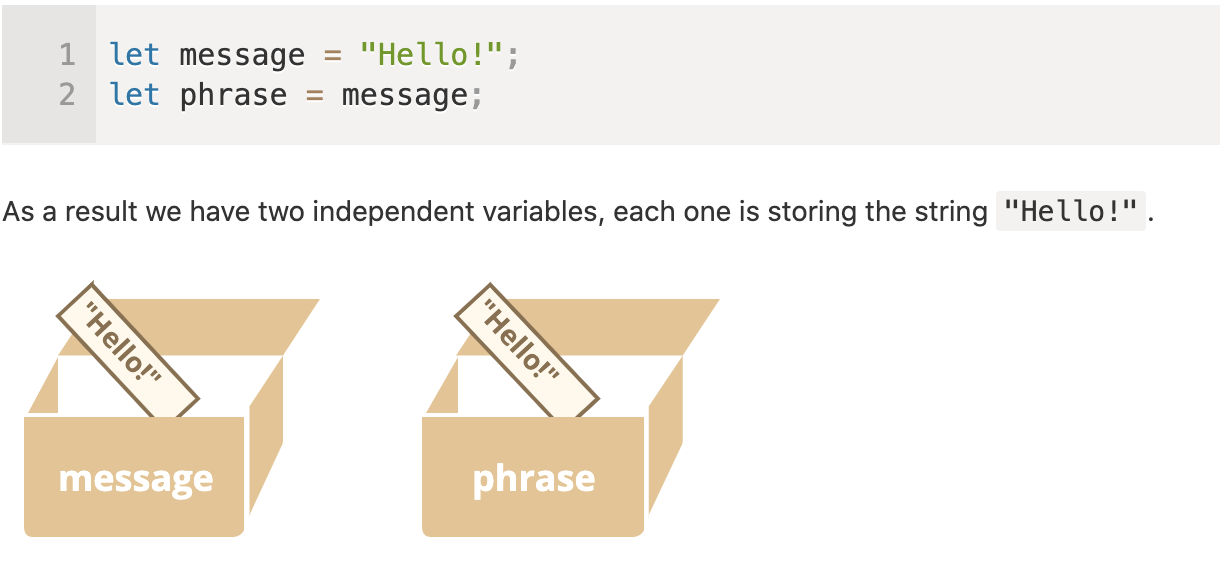 1 let message = "Hello!";
2 let phrase = message;
As a result we have two independent variables, each one is storing the string "Hello!".
"Hello!"
"Hello!"
message
phrase